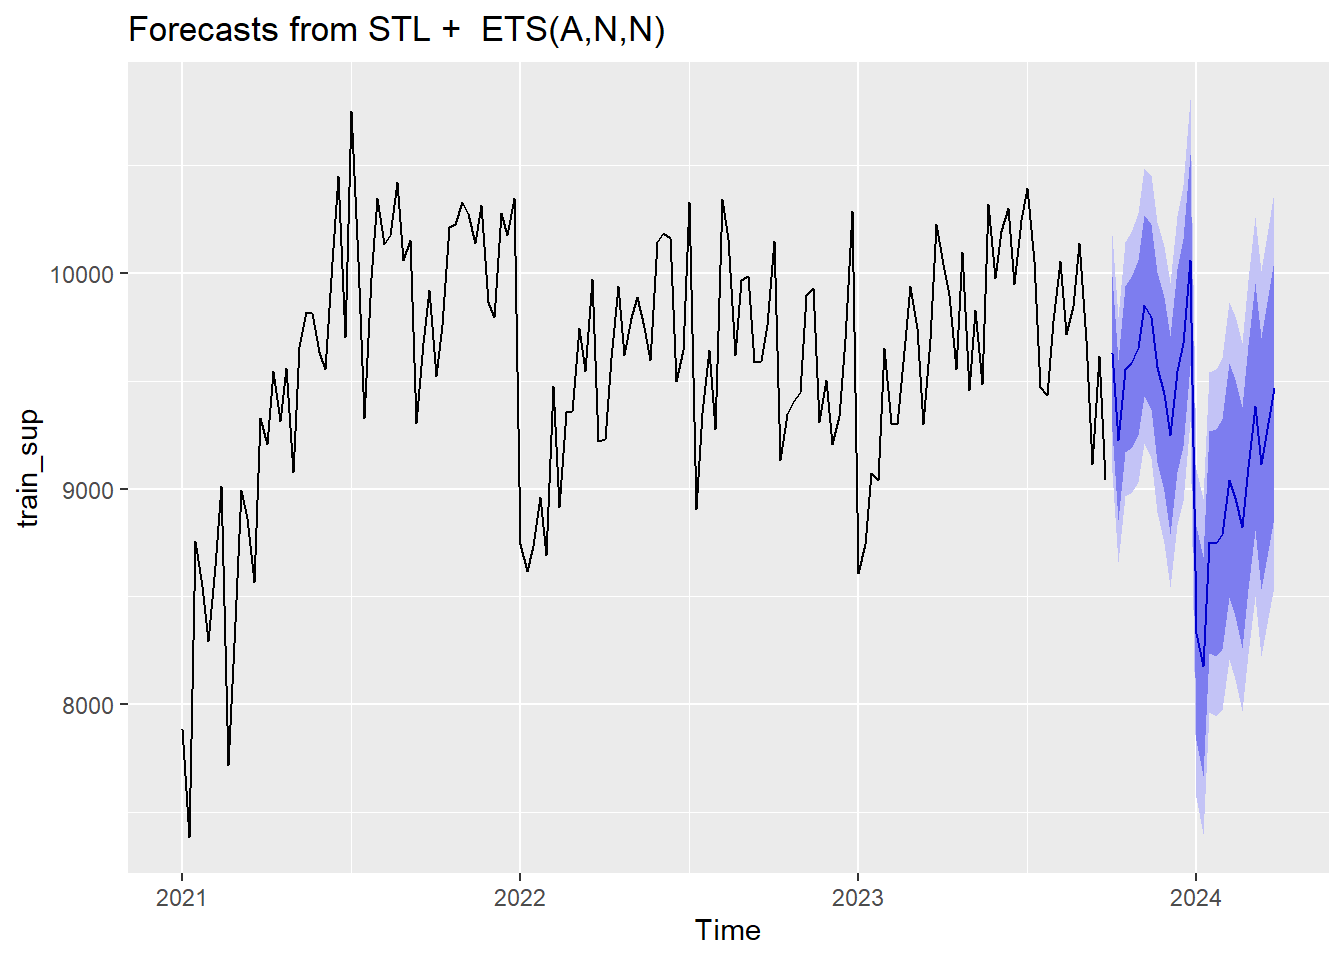 Forecasts from STL +  ETS(A,N,N)
train_sup
10000
9000
8000
2021
2022
2023
2024
Time